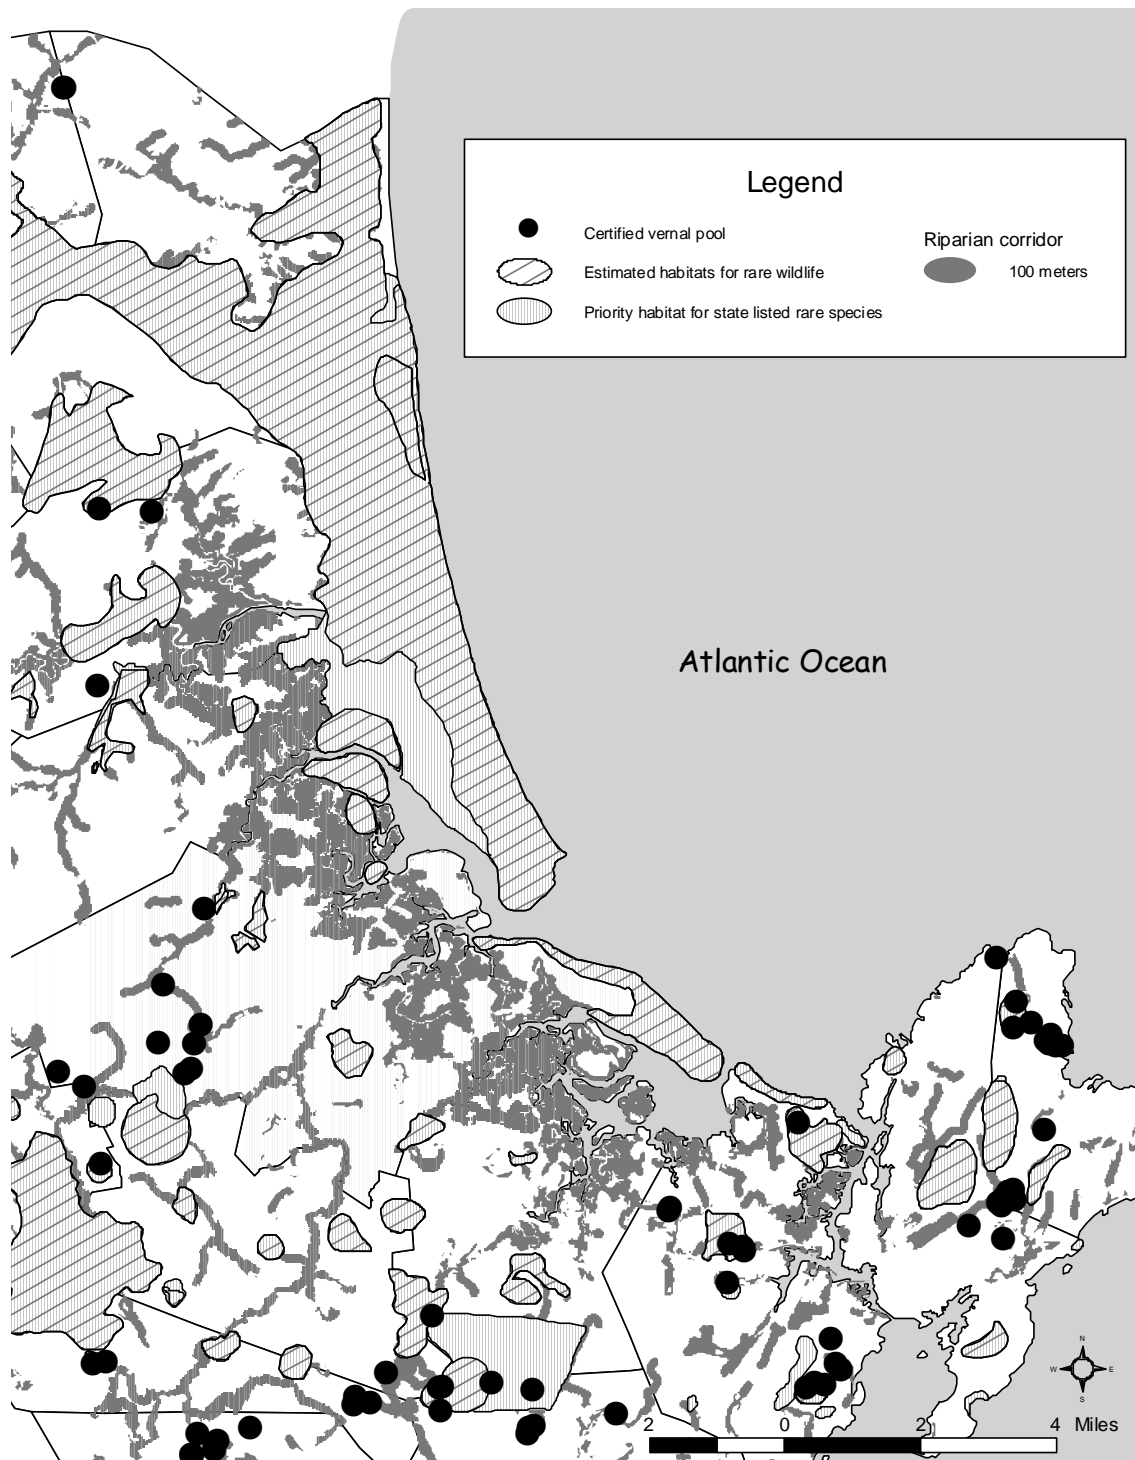 Legend
Certified vernal pool
Estimated habitats for rare wildlife
Priority habitat for state listed rare species
Riparian corridor
100 meters
Atlantic Ocean
N
W E
S
2 0 2 4 Miles